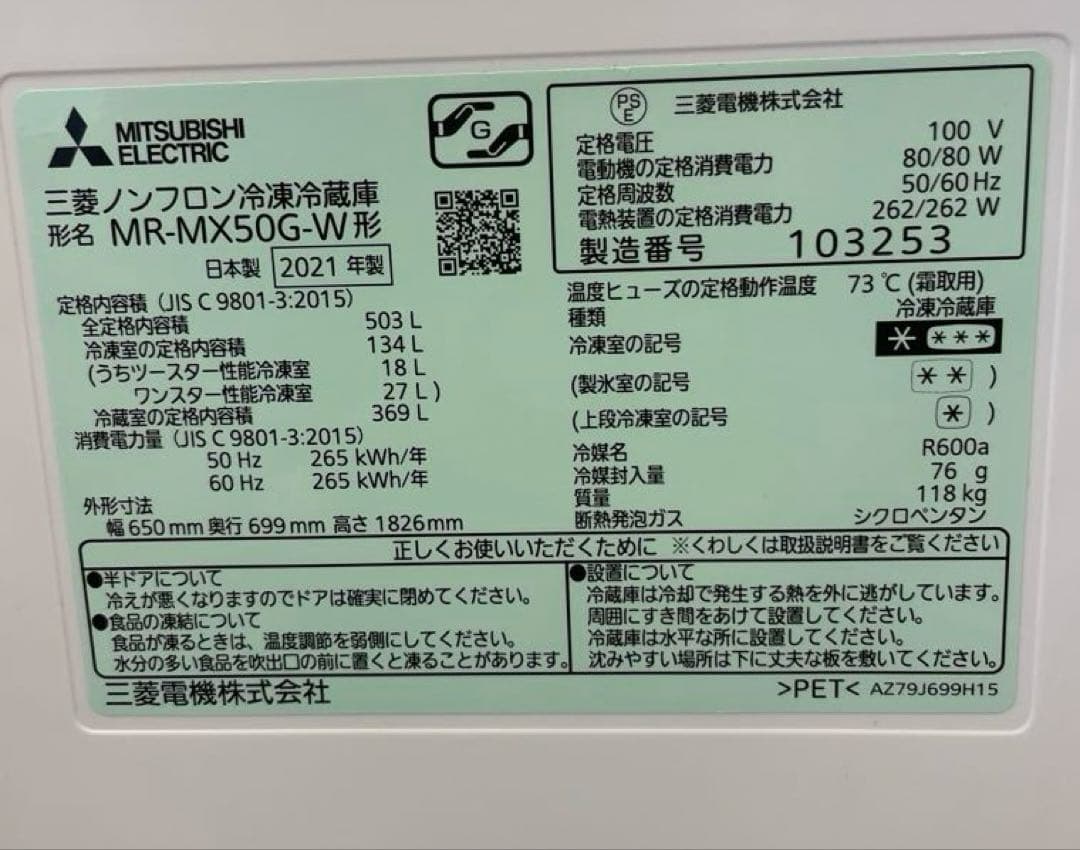 MITSUBISHI
ELECTRIC
G
三菱ノンフロン冷凍冷蔵庫
形名 MR-MX50G-W形
日本製 2021 年製
定格内容積（JIS C 9801-3:2015）
全定格内容積 503 L
冷凍室の定格内容積 134 L
(うちツースター性能冷凍室 18 L
ワンスター性能冷凍室 27 L )
冷蔵室の定格内容積 369 L
消費電力量（JIS C 9801-3:2015）
50 Hz 265 kWh/年
60 Hz 265 kWh/年
外形寸法
幅 650 mm 奥行 699 mm 高さ 1826mm
PS
E
三菱電機株式会社
定格電圧 100 V
電動機の定格消費電力 80/80 W
定格周波数 50/60 Hz
電熱装置の定格消費電力 262/262 W
製造番号 103253
温度ヒューズの定格動作温度 73 ℃ (霜取用)
種類 冷凍冷蔵庫
冷凍室の記号 * ***
(製氷室の記号 ** )
(上段冷凍室の記号 * )
冷媒名 R600a
冷媒封入量 76 g
質量 118 kg
断熱発泡ガス シクロペンタン
正しくお使いいただくために ※くわしくは取扱説明書をご覧ください
●半ドアについて
冷えが悪くなりますのでドアは確実に閉めてください。
●食品の凍結について
食品が凍るときは、温度調節を弱側にしてください。
水分の多い食品を吹出口の前に置くと凍ることがあります。
●設置について
冷蔵庫は冷却で発生する熱を外に逃がしています。
周囲にすき間をあけて設置してください。
冷蔵庫は水平な所に設置してください。
沈みやすい場所は下に丈夫な板を敷いてください。
三菱電機株式会社
>PET< AZ79J699H15